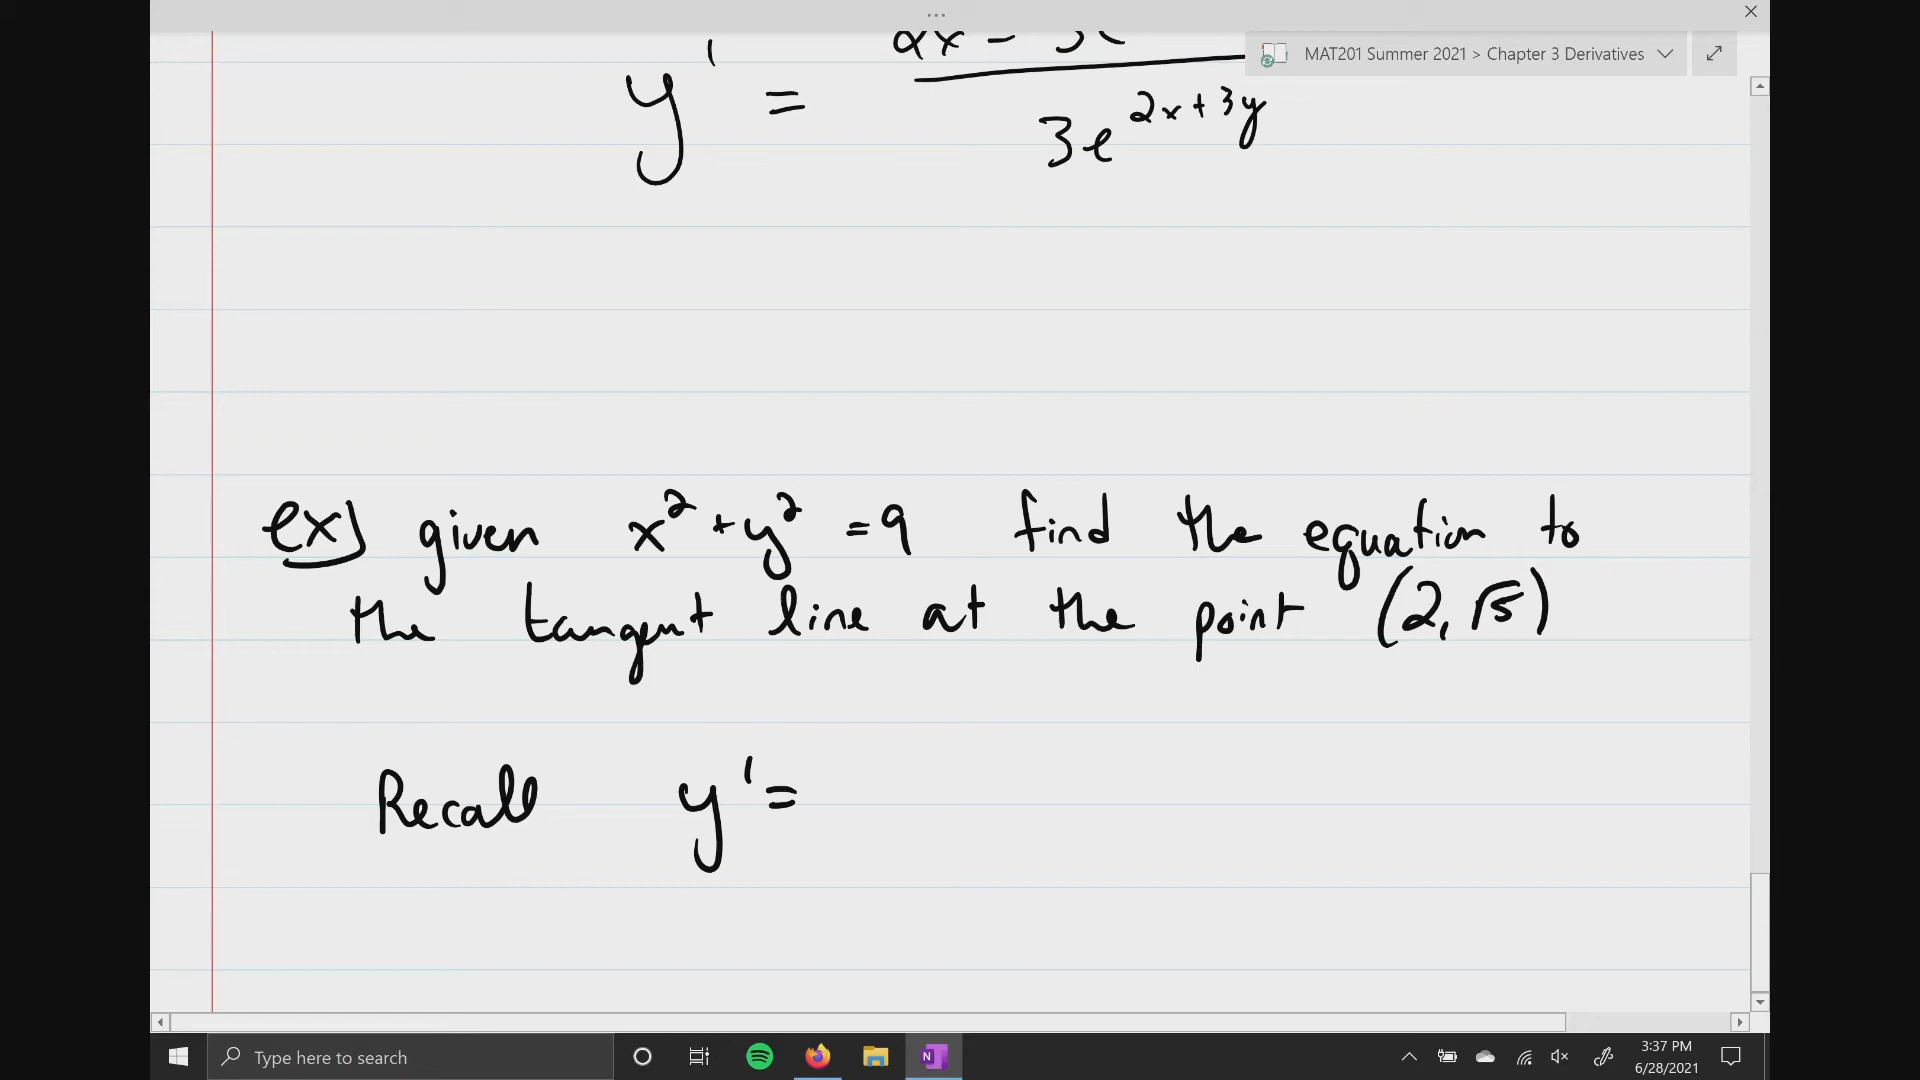 MAT201 Summer 2021 > Chapter 3 Derivatives
y' =
3e^{2x+3y}
ex) given x² + y² = 9 find the equation to
the tangent line at the point (2, √5)
Recall y' =
Type here to search
3:37 PM
6/28/2021